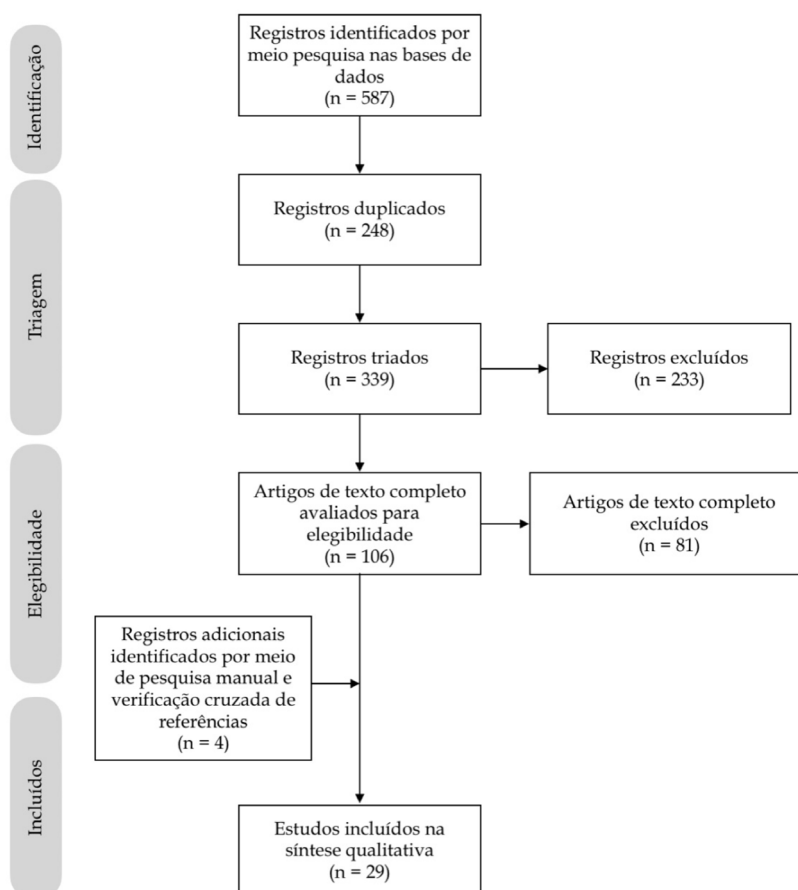 Identificação
Registros identificados por
meio pesquisa nas bases de
dados
(n = 587)
Triagem
Registros duplicados
(n = 248)
Registros triados
(n = 339)
Registros excluídos
(n = 233)
Elegibilidade
Artigos de texto completo
avaliados para
elegibilidade
(n = 106)
Artigos de texto completo
excluídos
(n = 81)
Registros adicionais
identificados por meio
de pesquisa manual e
verificação cruzada de
referências
(n = 4)
Incluídos
Estudos incluídos na
síntese qualitativa
(n = 29)